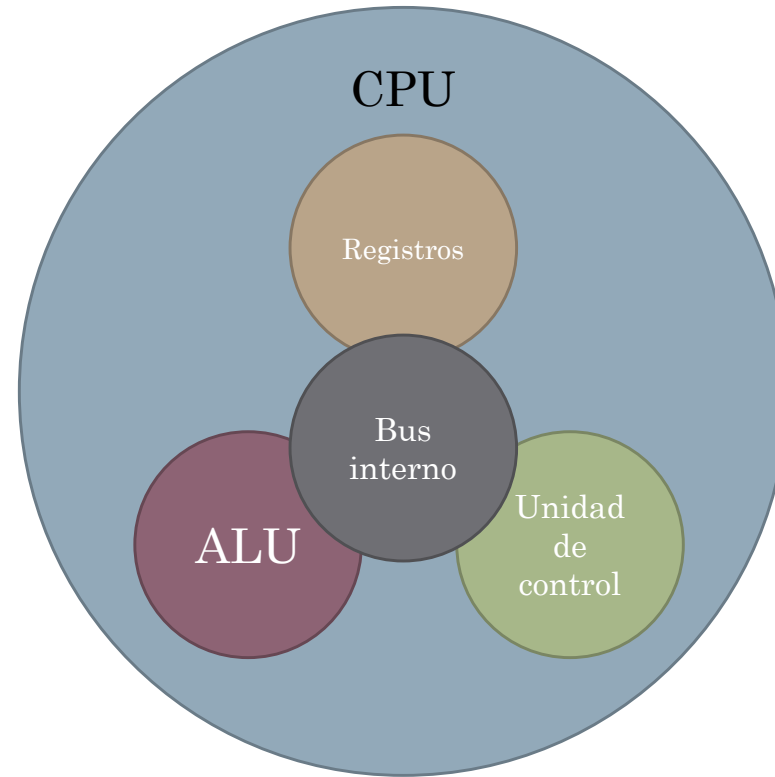 CPU
Registros
Bus
interno
ALU
Unidad
de
control